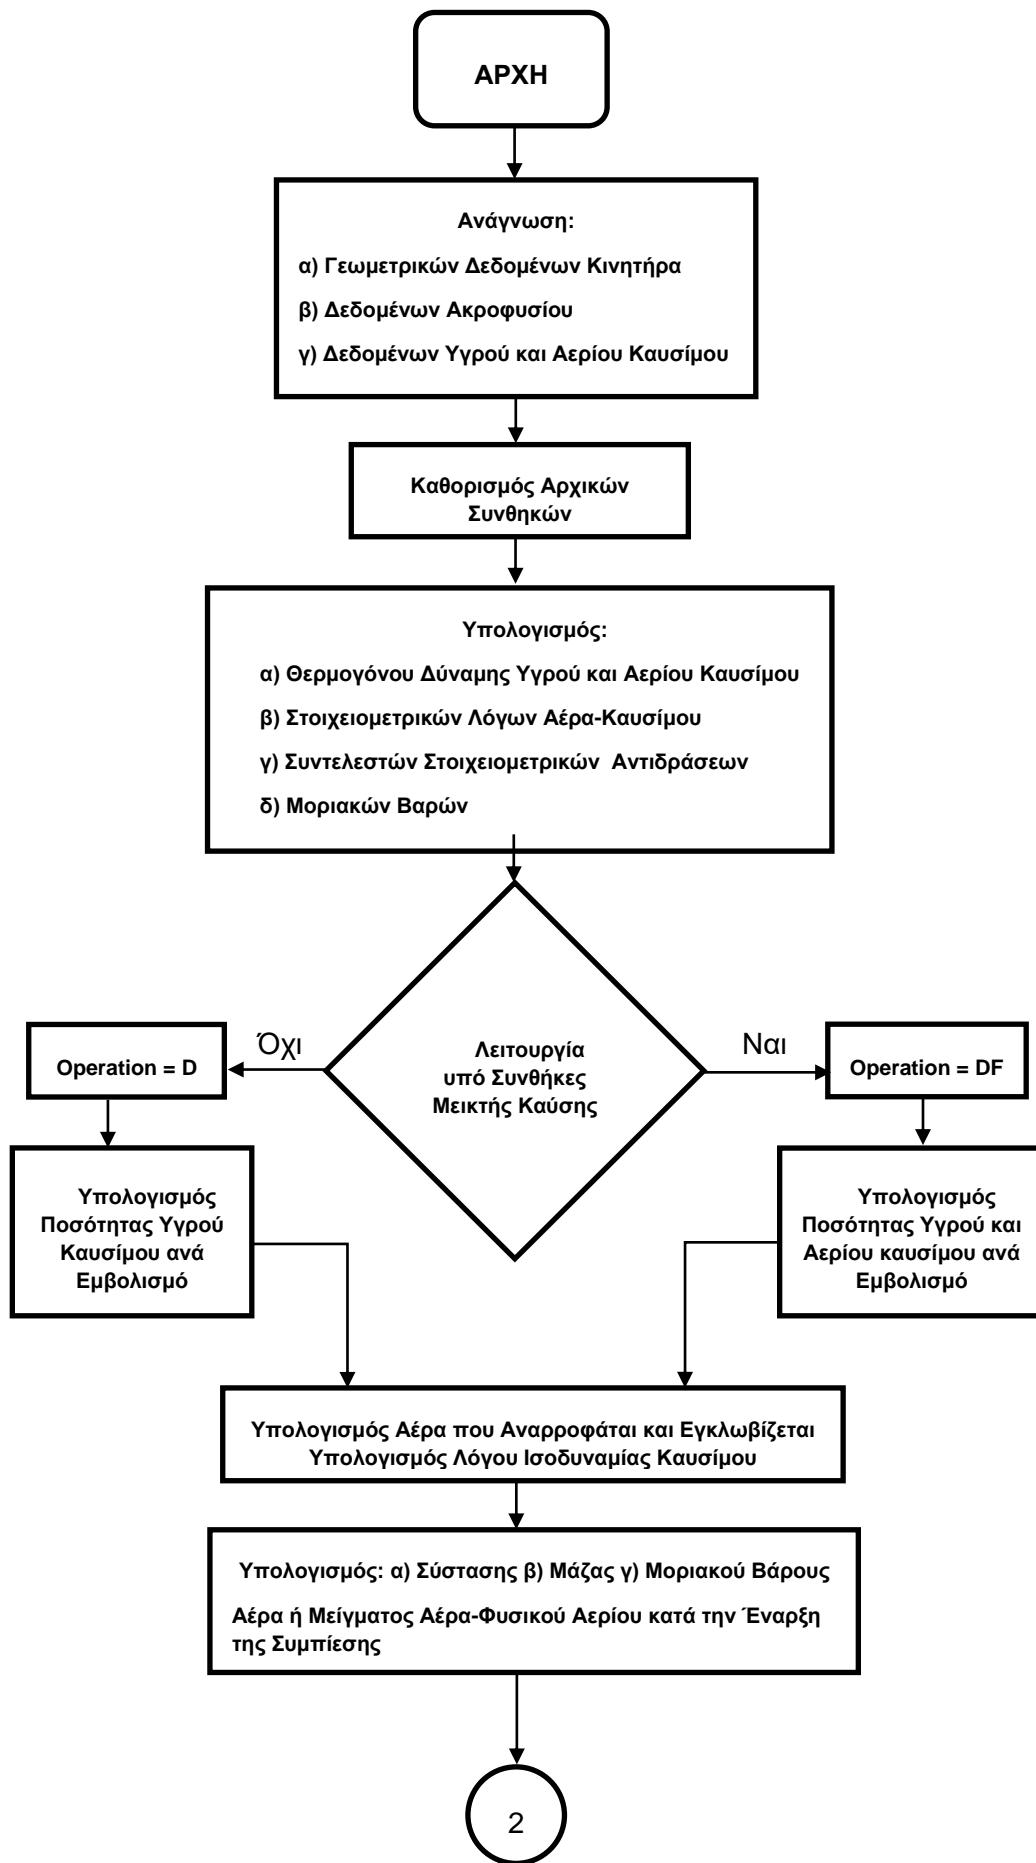 ΑΡΧΗ
Ανάγνωση:
α) Γεωμετρικών Δεδομένων Κινητήρα
β) Δεδομένων Ακροφυσίου
γ) Δεδομένων Υγρού και Αερίου Καυσίμου
Καθορισμός Αρχικών
Συνθηκών
Υπολογισμός:
α) Θερμογόνου Δύναμης Υγρού και Αερίου Καυσίμου
β) Στοιχειομετρικών Λόγων Αέρα-Καυσίμου
γ) Συντελεστών Στοιχειομετρικών Αντιδράσεων
δ) Μοριακών Βαρών
Λειτουργία
υπό Συνθήκες
Μεικτής Καύσης
Όχι
Ναι
Operation = D
Operation = DF
Υπολογισμός
Ποσότητας Υγρού
Καυσίμου ανά
Εμβολισμό
Υπολογισμός
Ποσότητας Υγρού και
Αερίου καυσίμου ανά
Εμβολισμό
Υπολογισμός Αέρα που Αναρροφάται και Εγκλωβίζεται
Υπολογισμός Λόγου Ισοδυναμίας Καυσίμου
Υπολογισμός: α) Σύστασης β) Μάζας γ) Μοριακού Βάρους
Αέρα ή Μείγματος Αέρα-Φυσικού Αερίου κατά την Έναρξη
της Συμπίεσης
2